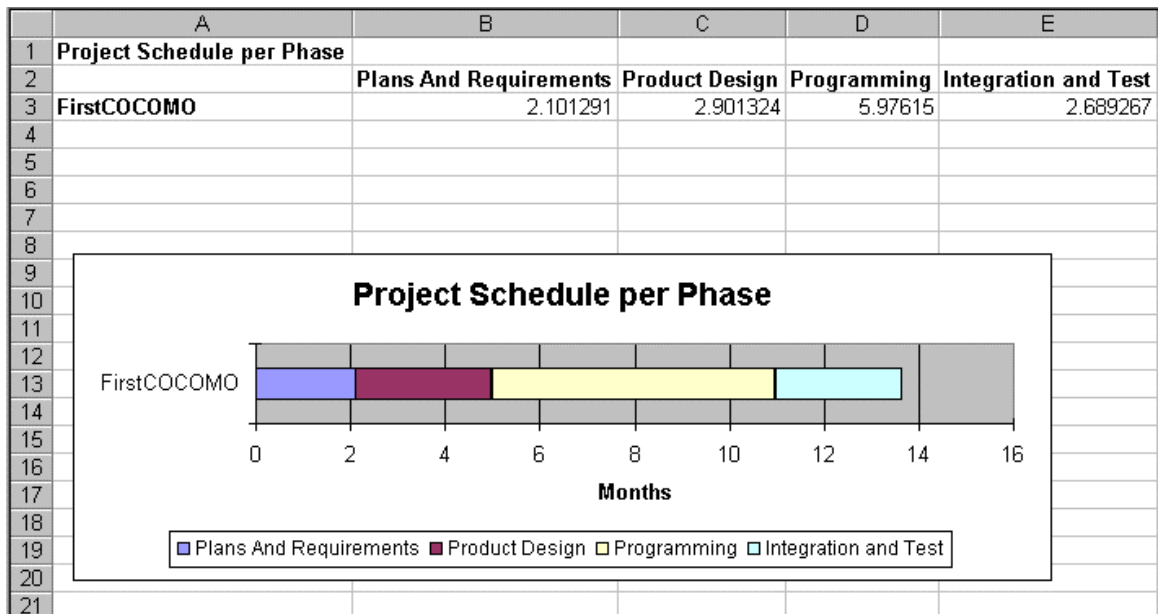 A B C D E
1 Project Schedule per Phase
2 Plans And Requirements Product Design Programming Integration and Test
3 FirstCOCOMO 2.101291 2.901324 5.97615 2.689267
4
5
6
7
8
9
10
11
12
13
14
15
16
17
18
19
20
21
Project Schedule per Phase
FirstCOCOMO
0 2 4 6 8 10 12 14 16
Months
Plans And Requirements Product Design Programming Integration and Test